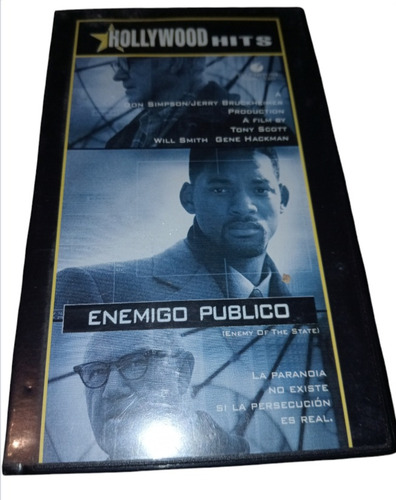 HOLLYWOOD HITS
A
DON SIMPSON/JERRY BRUCKHEIMER
PRODUCTION
A FILM BY
TONY SCOTT
WILL SMITH GENE HACKMAN
ENEMIGO PUBLICO
(ENEMY OF THE STATE)
LA PARANOIA
NO EXISTE
SI LA PERSECUCIÓN
ES REAL.